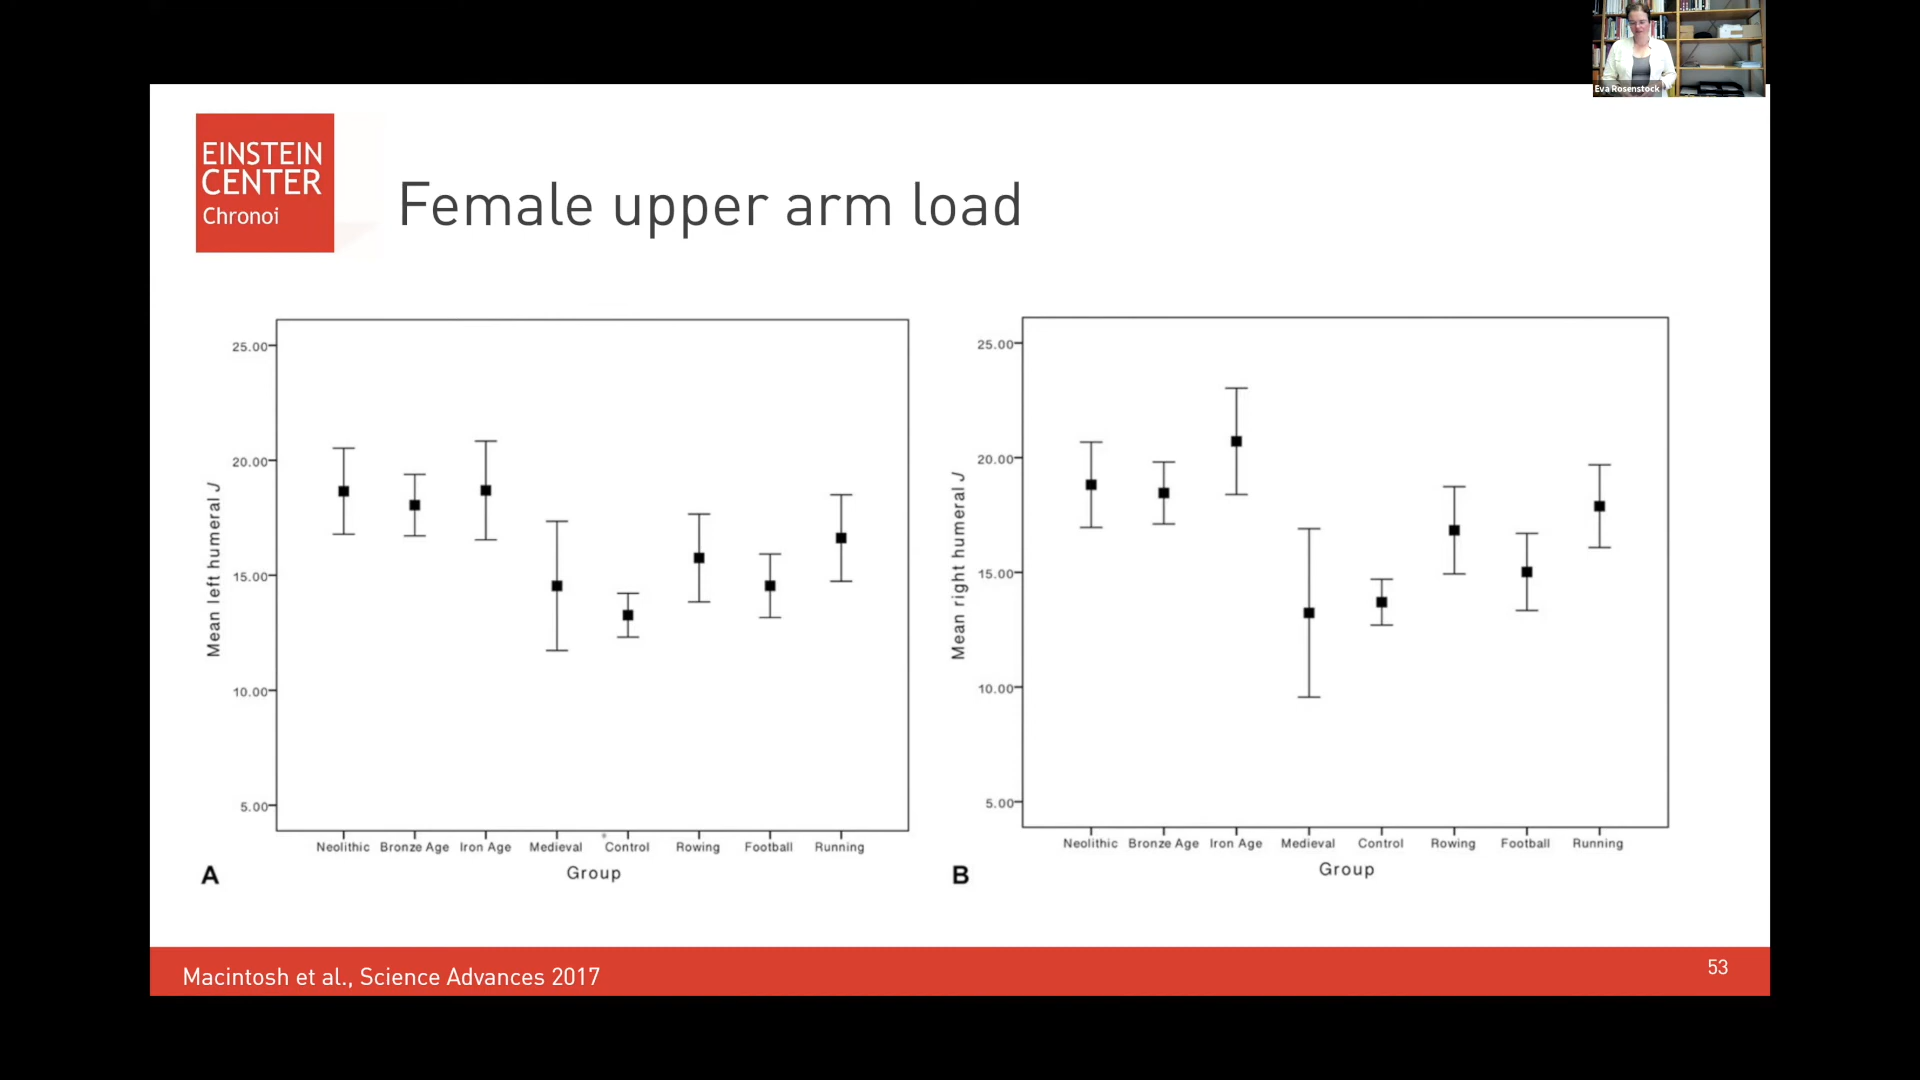 Eva Rosenstock
EINSTEIN
CENTER
Chronoi
Female upper arm load
25.00
20.00
15.00
10.00
5.00
Mean left humeral J
Neolithic Bronze Age Iron Age Medieval Control Rowing Football Running
Group
A
25.00
20.00
15.00
10.00
5.00
Mean right humeral J
Neolithic Bronze Age Iron Age Medieval Control Rowing Football Running
Group
B
Macintosh et al., Science Advances 2017
53